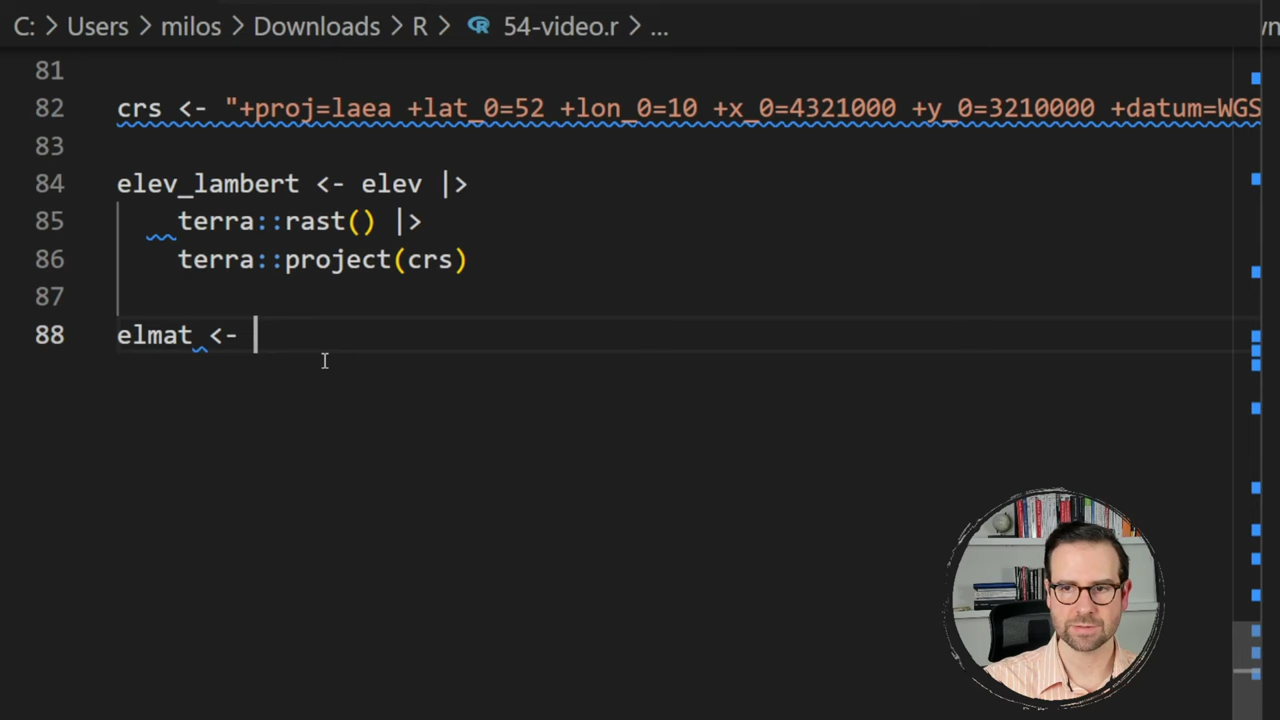 C: > Users > milos > Downloads > R > 54-video.r > ...
81
82 crs <- "+proj=laea +lat_0=52 +lon_0=10 +x_0=4321000 +y_0=3210000 +datum=WGS
83
84 elev_lambert <- elev |>
85 terra::rast() |>
86 terra::project(crs)
87
88 elmat <-